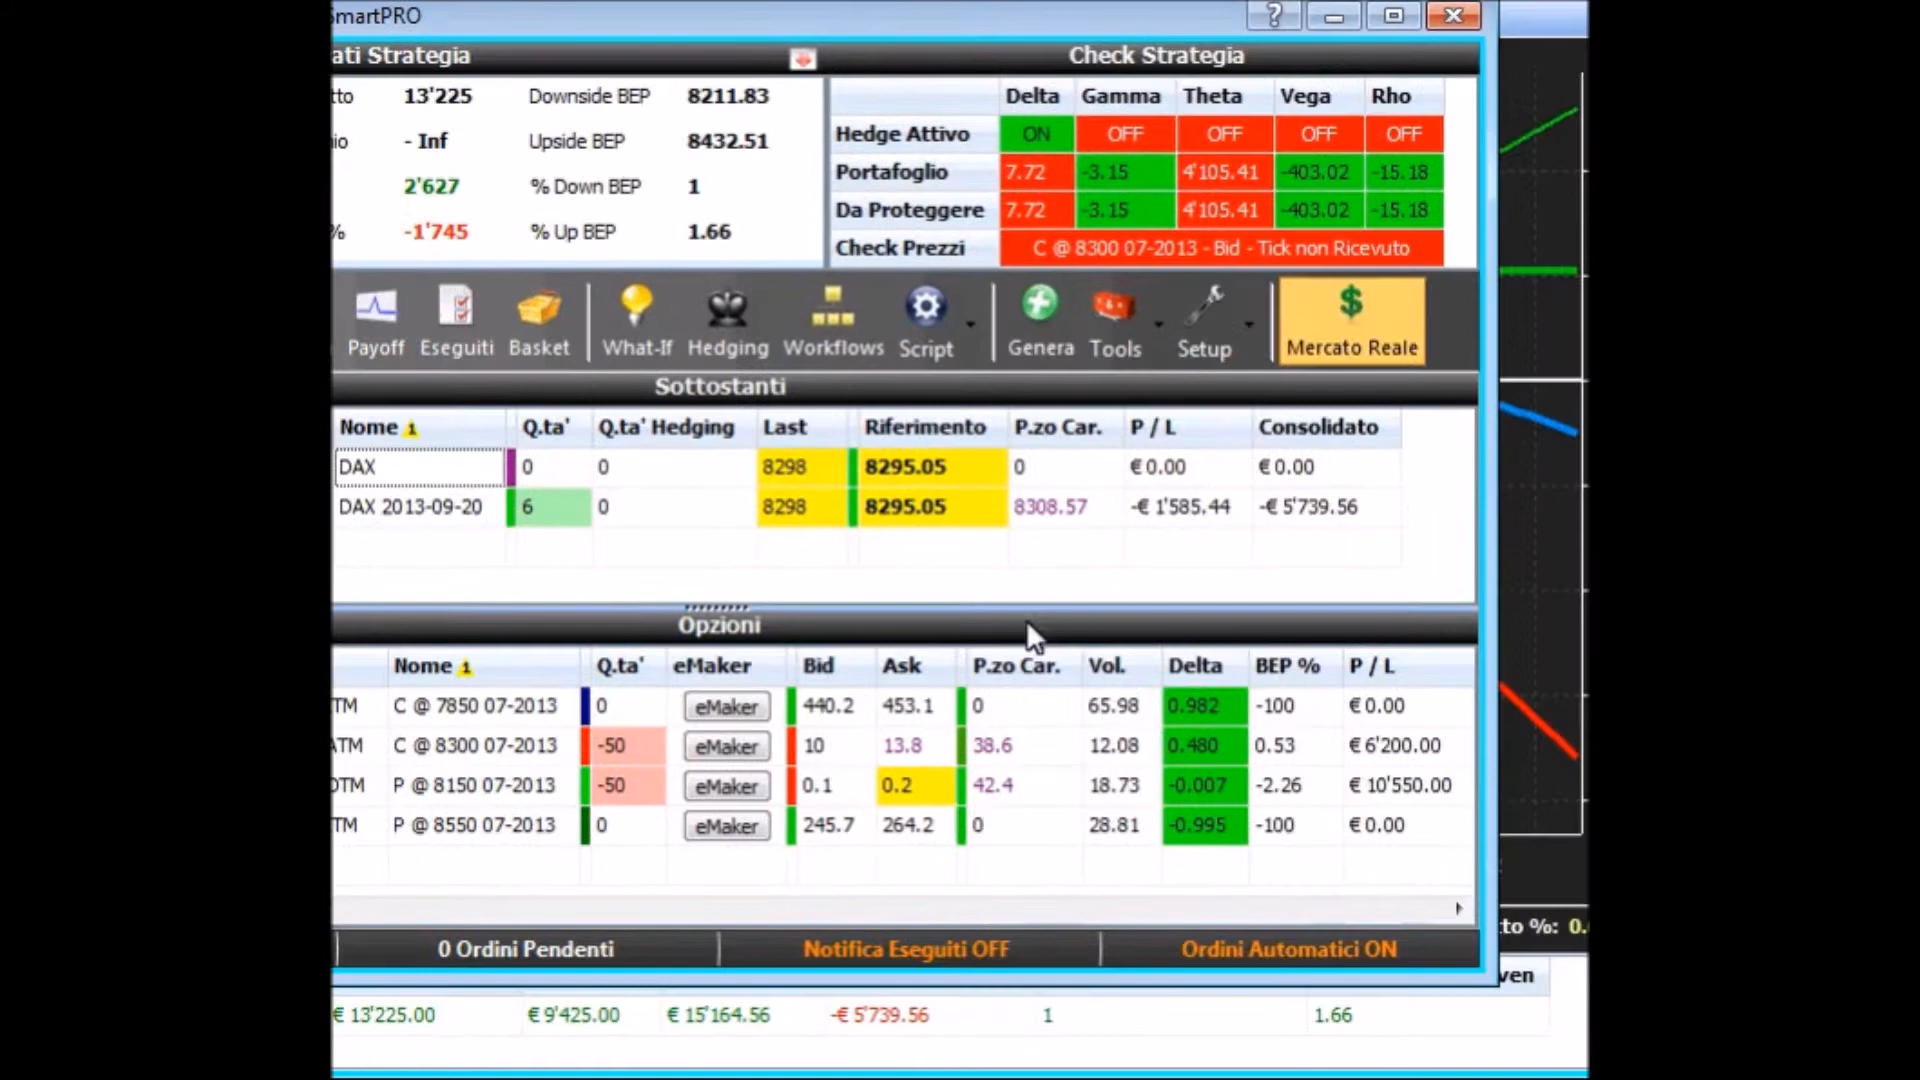 SmartPRO
ati Strategia
Check Strategia
tto 13'225 Downside BEP 8211.83
io - Inf Upside BEP 8432.51
2'627 % Down BEP 1
% -1'745 % Up BEP 1.66
Delta Gamma Theta Vega Rho
Hedge Attivo ON OFF OFF OFF OFF
Portafoglio 7.72 -3.15 4'105.41 -403.02 -15.18
Da Proteggere 7.72 -3.15 4'105.41 -403.02 -15.18
Check Prezzi C @ 8300 07-2013 - Bid - Tick non Ricevuto
Payoff Eseguiti Basket What-If Hedging Workflows Script Genera Tools Setup Mercato Reale
Sottostanti
Nome 1 Q.ta' Q.ta' Hedging Last Riferimento P.zo Car. P / L Consolidato
DAX 0 0 8298 8295.05 0 € 0.00 € 0.00
DAX 2013-09-20 6 0 8298 8295.05 8308.57 -€ 1'585.44 -€ 5'739.56
Opzioni
Nome 1 Q.ta' eMaker Bid Ask P.zo Car. Vol. Delta BEP % P / L
TM C @ 7850 07-2013 0 eMaker 440.2 453.1 0 65.98 0.982 -100 € 0.00
ATM C @ 8300 07-2013 -50 eMaker 10 13.8 38.6 12.08 0.480 0.53 € 6'200.00
OTM P @ 8150 07-2013 -50 eMaker 0.1 0.2 42.4 18.73 -0.007 -2.26 € 10'550.00
TM P @ 8550 07-2013 0 eMaker 245.7 264.2 0 28.81 -0.995 -100 € 0.00
tto %: 0.
0 Ordini Pendenti Notifica Eseguiti OFF Ordini Automatici ON
ven
€ 13'225.00 € 9'425.00 € 15'164.56 -€ 5'739.56 1 1.66